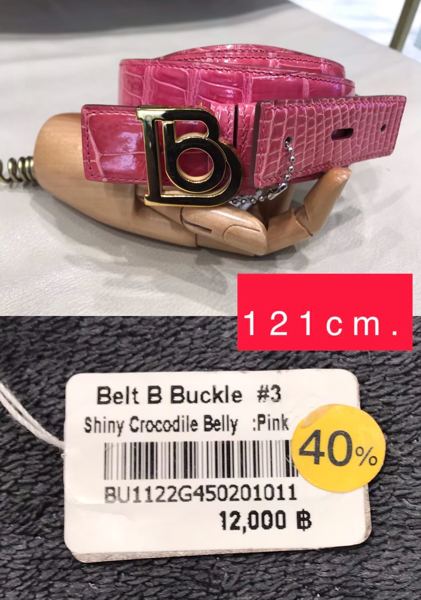 B
121cm.
Belt B Buckle #3
Shiny Crocodile Belly :Pink
40%
BU1122G450201011
12,000 ฿